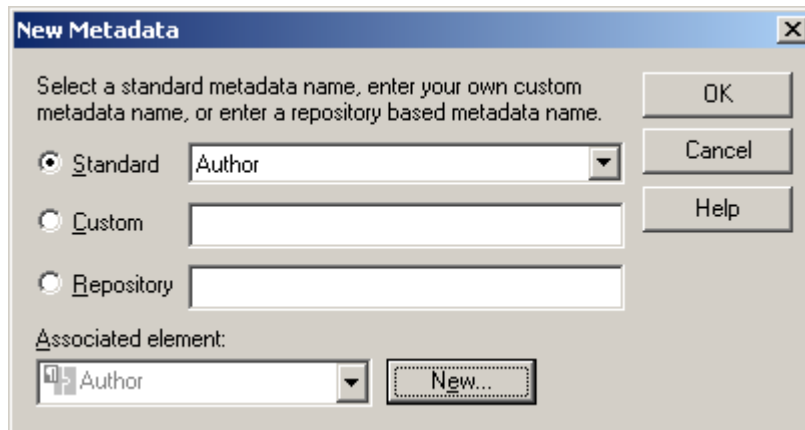 New Metadata
Select a standard metadata name, enter your own custom
metadata name, or enter a repository based metadata name.
OK
Cancel
Help
Standard
Author
Custom
Repository
Associated element:
Author
New...